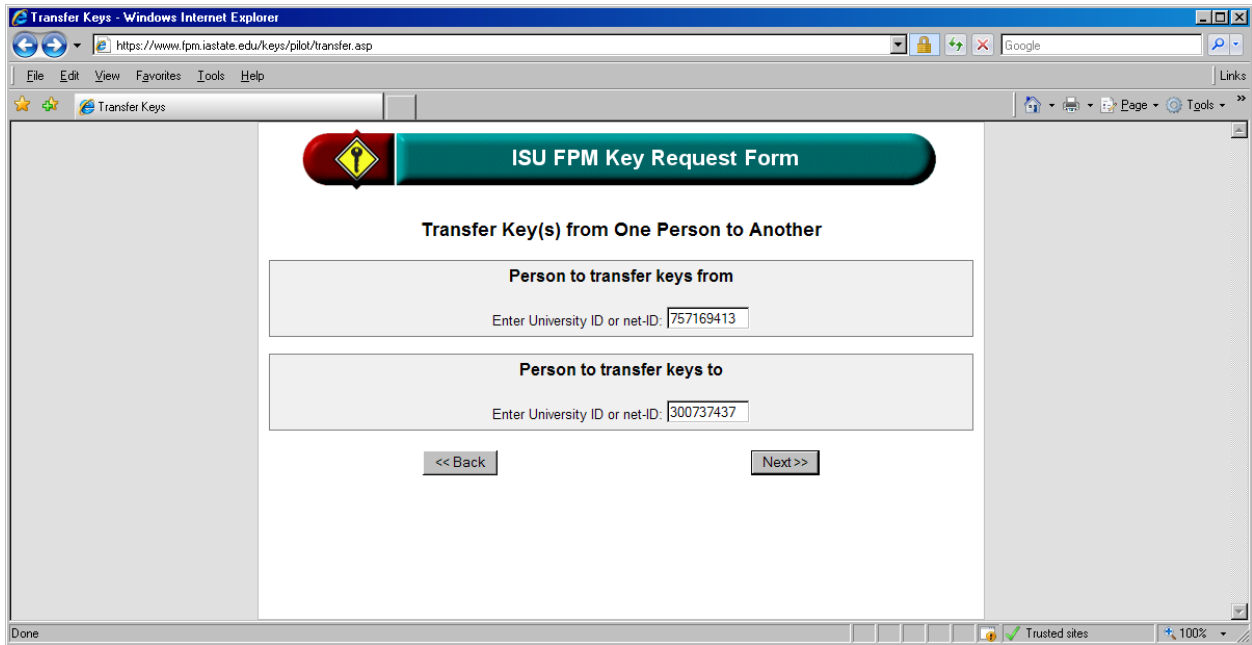 Transfer Keys - Windows Internet Explorer
https://www.fpm.iastate.edu/keys/pilot/transfer.asp
Google
File Edit View Favorites Tools Help
Links
Transfer Keys
Page Tools »
ISU FPM Key Request Form
Transfer Key(s) from One Person to Another
Person to transfer keys from
Enter University ID or net-ID: 757169413
Person to transfer keys to
Enter University ID or net-ID: 300737437
<< Back Next >>
Done
Trusted sites
100%